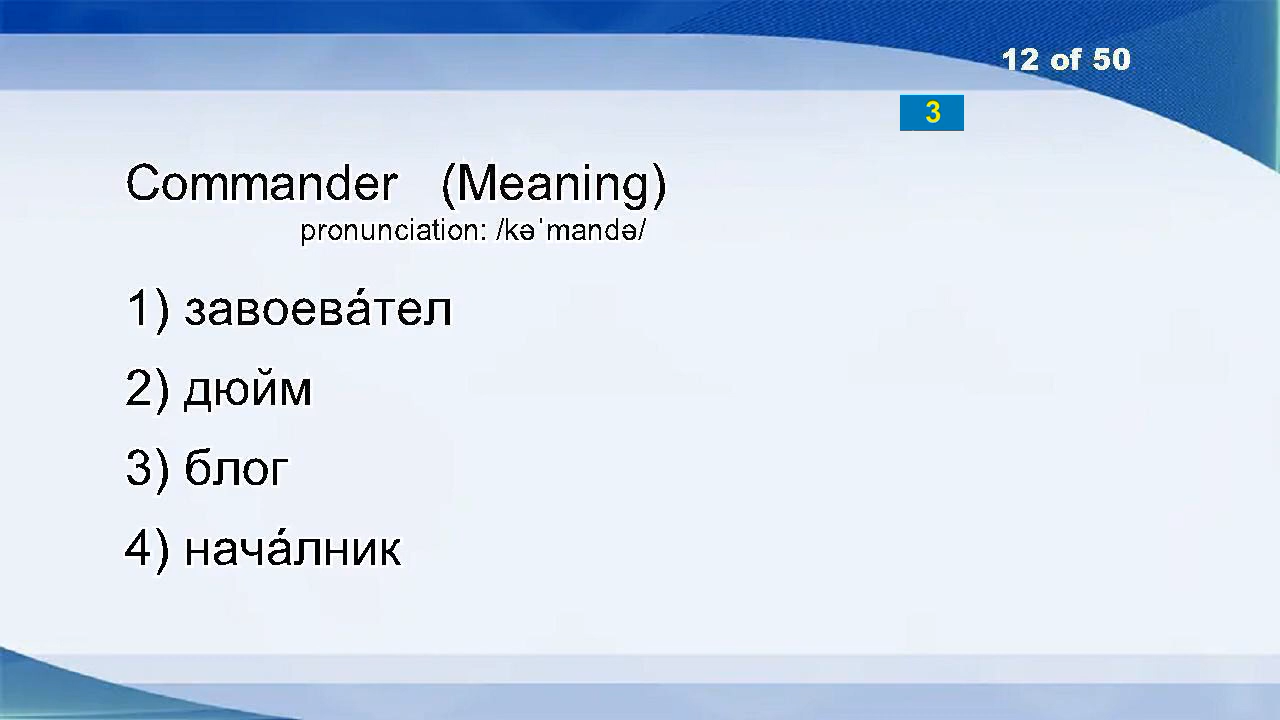 12 of 50
3
Commander (Meaning)
pronunciation: /kəˈmandə/
1) завоева́тел
2) дюйм
3) блог
4) нача́лник